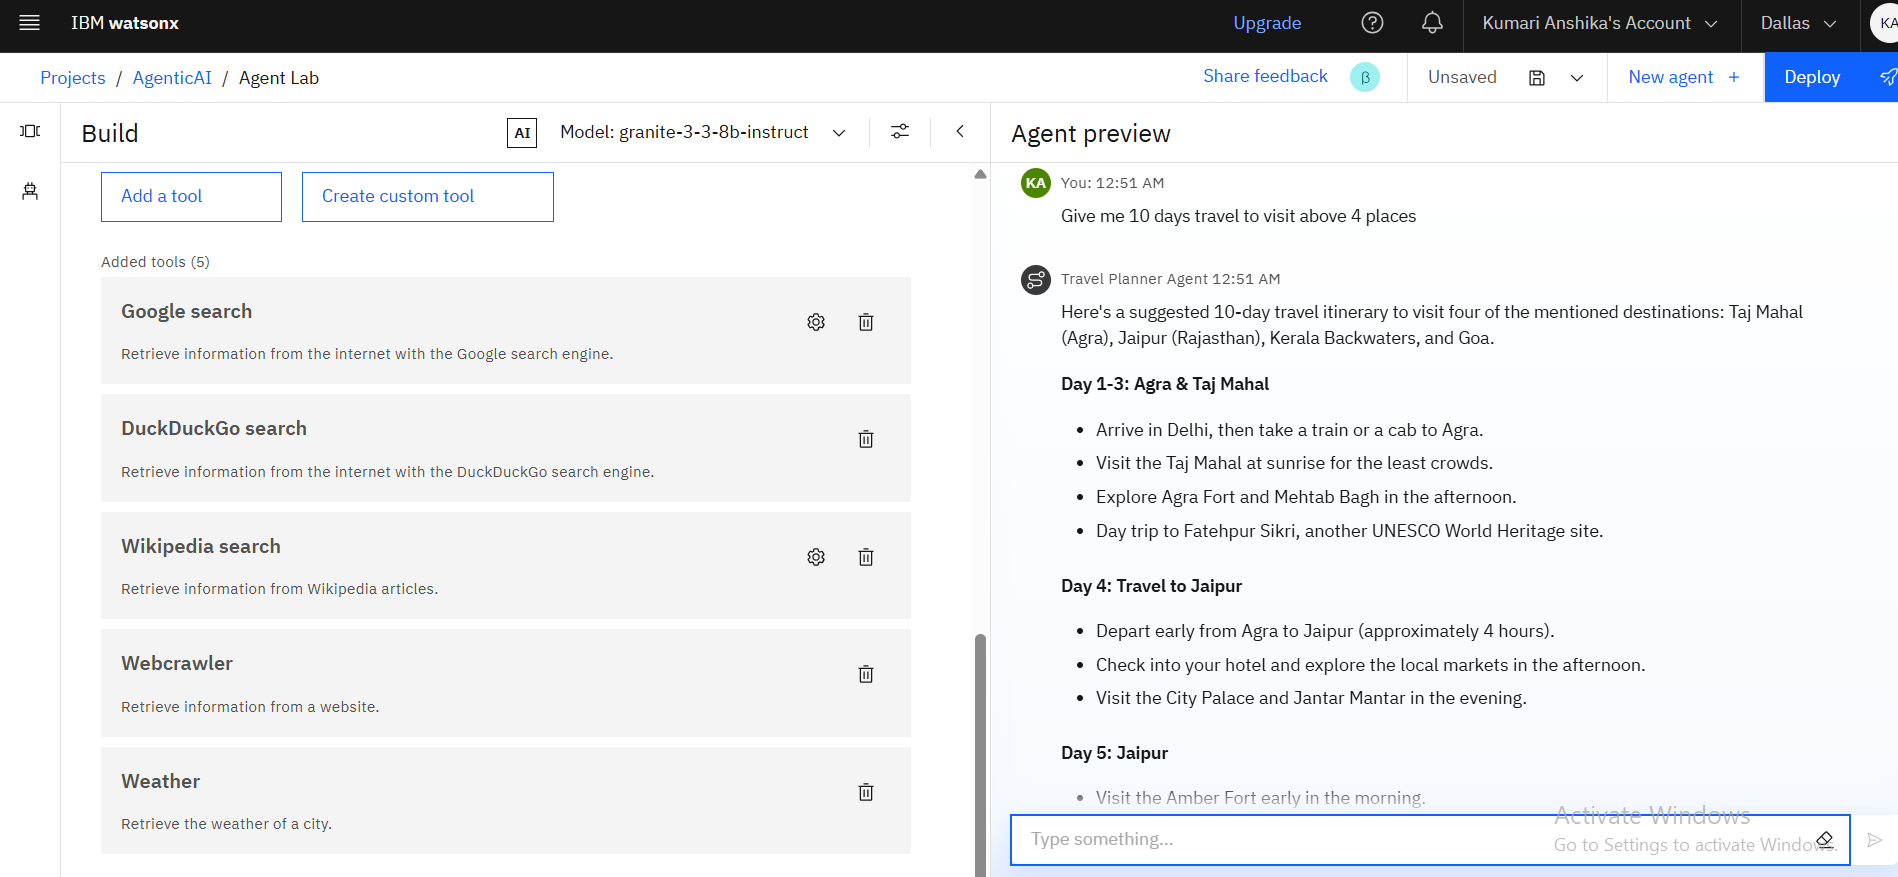 IBM watsonx
Upgrade
Kumari Anshika's Account
Dallas
KA
Projects / AgenticAI / Agent Lab
Share feedback
β
Unsaved
New agent +
Deploy
Build
AI
Model: granite-3-3-8b-instruct
Add a tool
Create custom tool
Added tools (5)
Google search
Retrieve information from the internet with the Google search engine.
DuckDuckGo search
Retrieve information from the internet with the DuckDuckGo search engine.
Wikipedia search
Retrieve information from Wikipedia articles.
Webcrawler
Retrieve information from a website.
Weather
Retrieve the weather of a city.
Agent preview
KA
You: 12:51 AM
Give me 10 days travel to visit above 4 places
Travel Planner Agent 12:51 AM
Here's a suggested 10-day travel itinerary to visit four of the mentioned destinations: Taj Mahal
(Agra), Jaipur (Rajasthan), Kerala Backwaters, and Goa.
Day 1-3: Agra & Taj Mahal
• Arrive in Delhi, then take a train or a cab to Agra.
• Visit the Taj Mahal at sunrise for the least crowds.
• Explore Agra Fort and Mehtab Bagh in the afternoon.
• Day trip to Fatehpur Sikri, another UNESCO World Heritage site.
Day 4: Travel to Jaipur
• Depart early from Agra to Jaipur (approximately 4 hours).
• Check into your hotel and explore the local markets in the afternoon.
• Visit the City Palace and Jantar Mantar in the evening.
Day 5: Jaipur
• Visit the Amber Fort early in the morning.
Type something...
Activate Windows
Go to Settings to activate Windows.